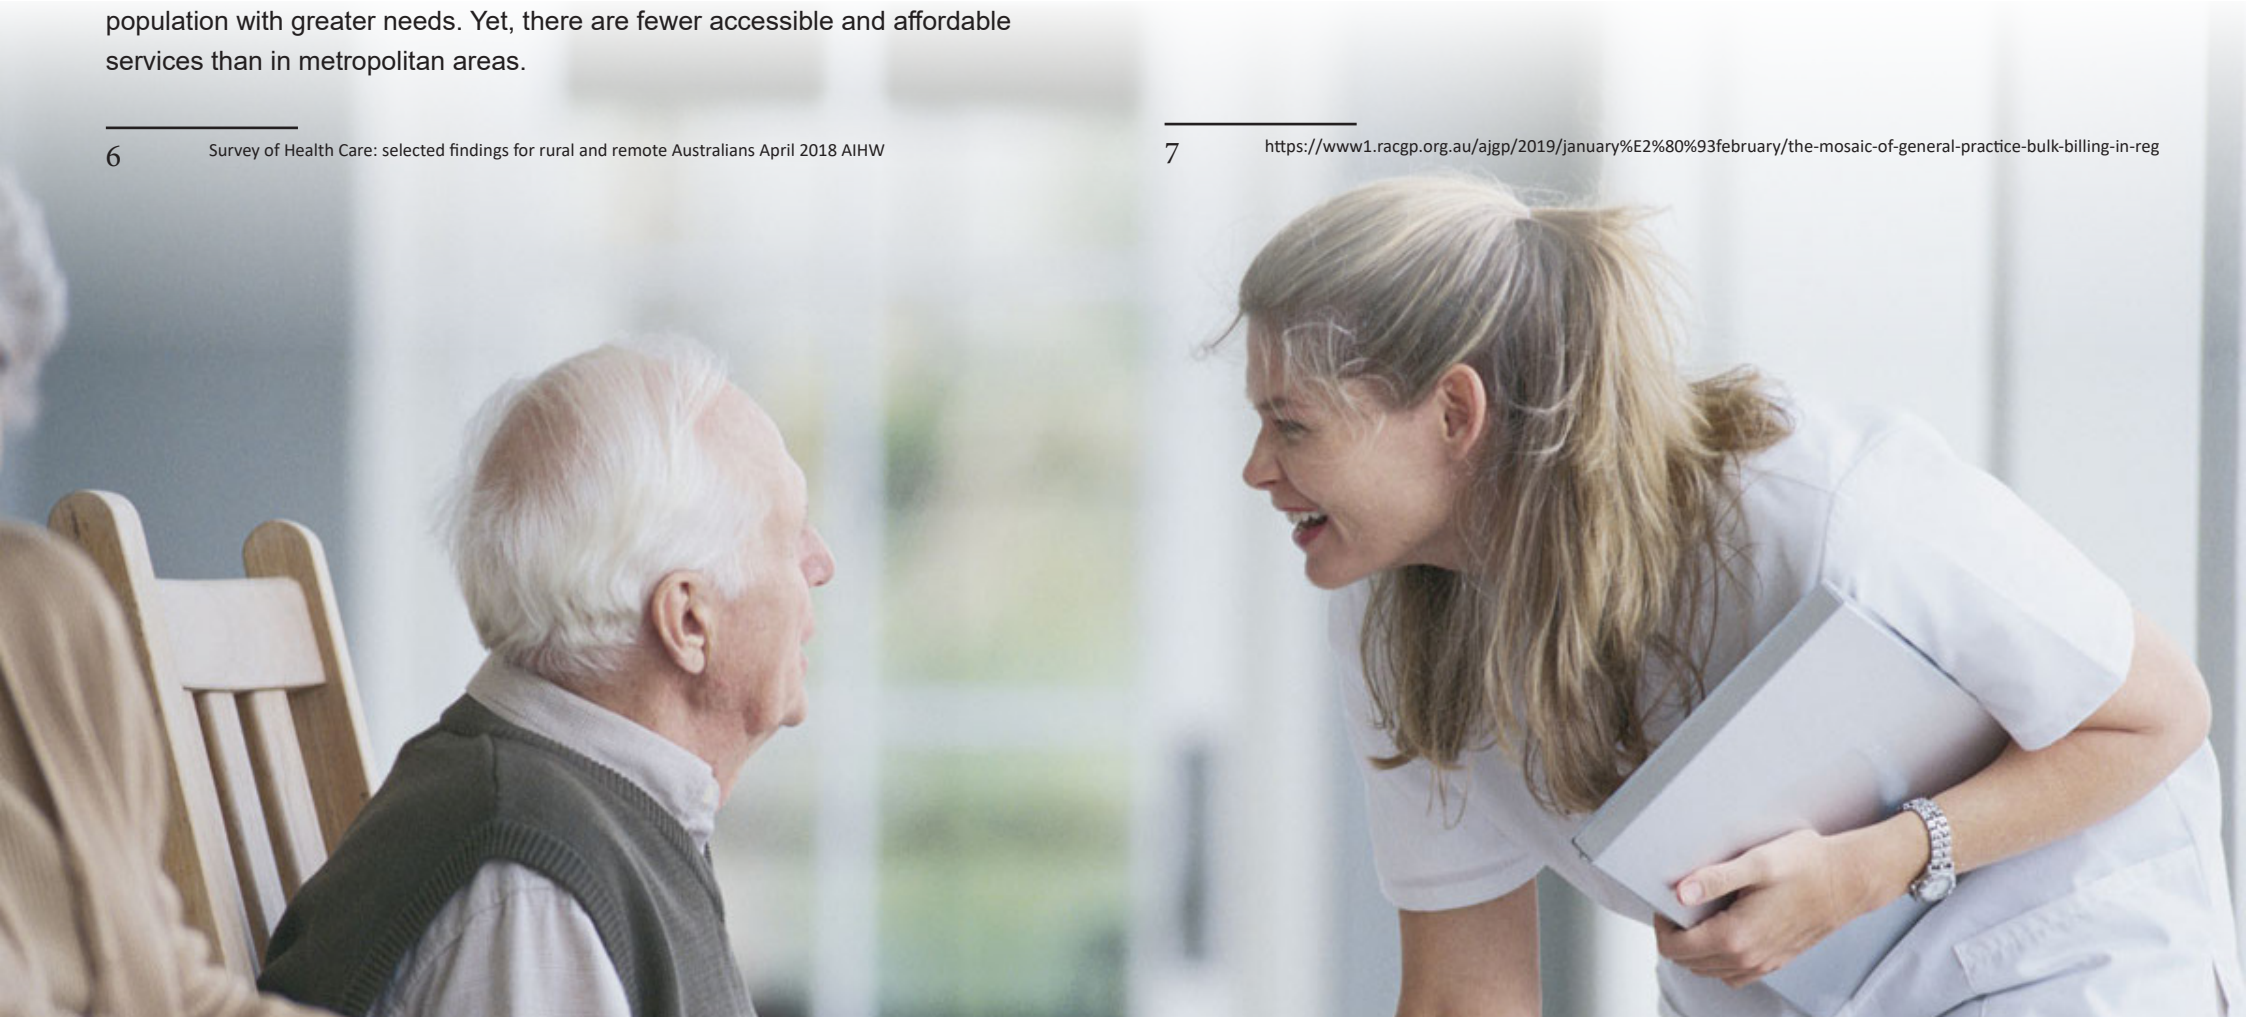 population with greater needs. Yet, there are fewer accessible and affordable
services than in metropolitan areas.
6 Survey of Health Care: selected findings for rural and remote Australians April 2018 AIHW
7 https://www1.racgp.org.au/ajgp/2019/january%E2%80%93february/the-mosaic-of-general-practice-bulk-billing-in-reg